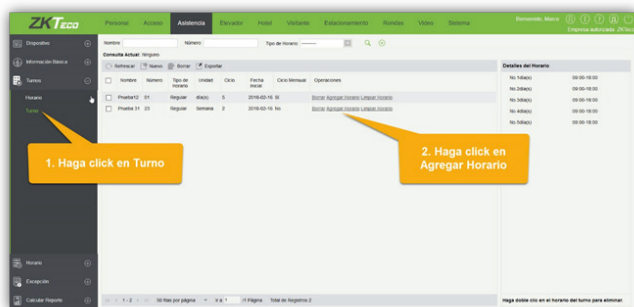 ZKTeco
Personal Acceso Asistencia Elevador Hotel Visitante Estacionamiento Rondas Video Sistema
Bienvenido, Marco
Empresa autorizada: ZKTeco
Dispositivo
Nombre Número Tipo de Horario: ---------
Consulta Actual: Ninguno
Información Básica
Refrescar Nuevo Borrar Exportar
Detalles del Horario
Turnos
Nombre Número Tipo de Horario Unidad Ciclo Fecha Inicial Ciclo Mensual Operaciones
No.1día(s) 09:00-18:00
Horario
Prueba12 01 Regular día(s) 5 2016-02-16 Si Borrar Agregar Horario Limpiar Horario
No.2día(s) 09:00-18:00
Turno
Prueba 31 23 Regular Semana 2 2016-02-16 No Borrar Agregar Horario Limpiar Horario
No.3día(s) 09:00-18:00
No.4día(s) 09:00-18:00
No.5día(s) 09:00-18:00
1. Haga click en Turno
2. Haga click en
Agregar Horario
Horario
Excepción
Calcular Reporte
1-2 50 filas por página Ir a 1 /1 Página Total de Registros 2
Haga doble clic en el horario del turno para eliminar.